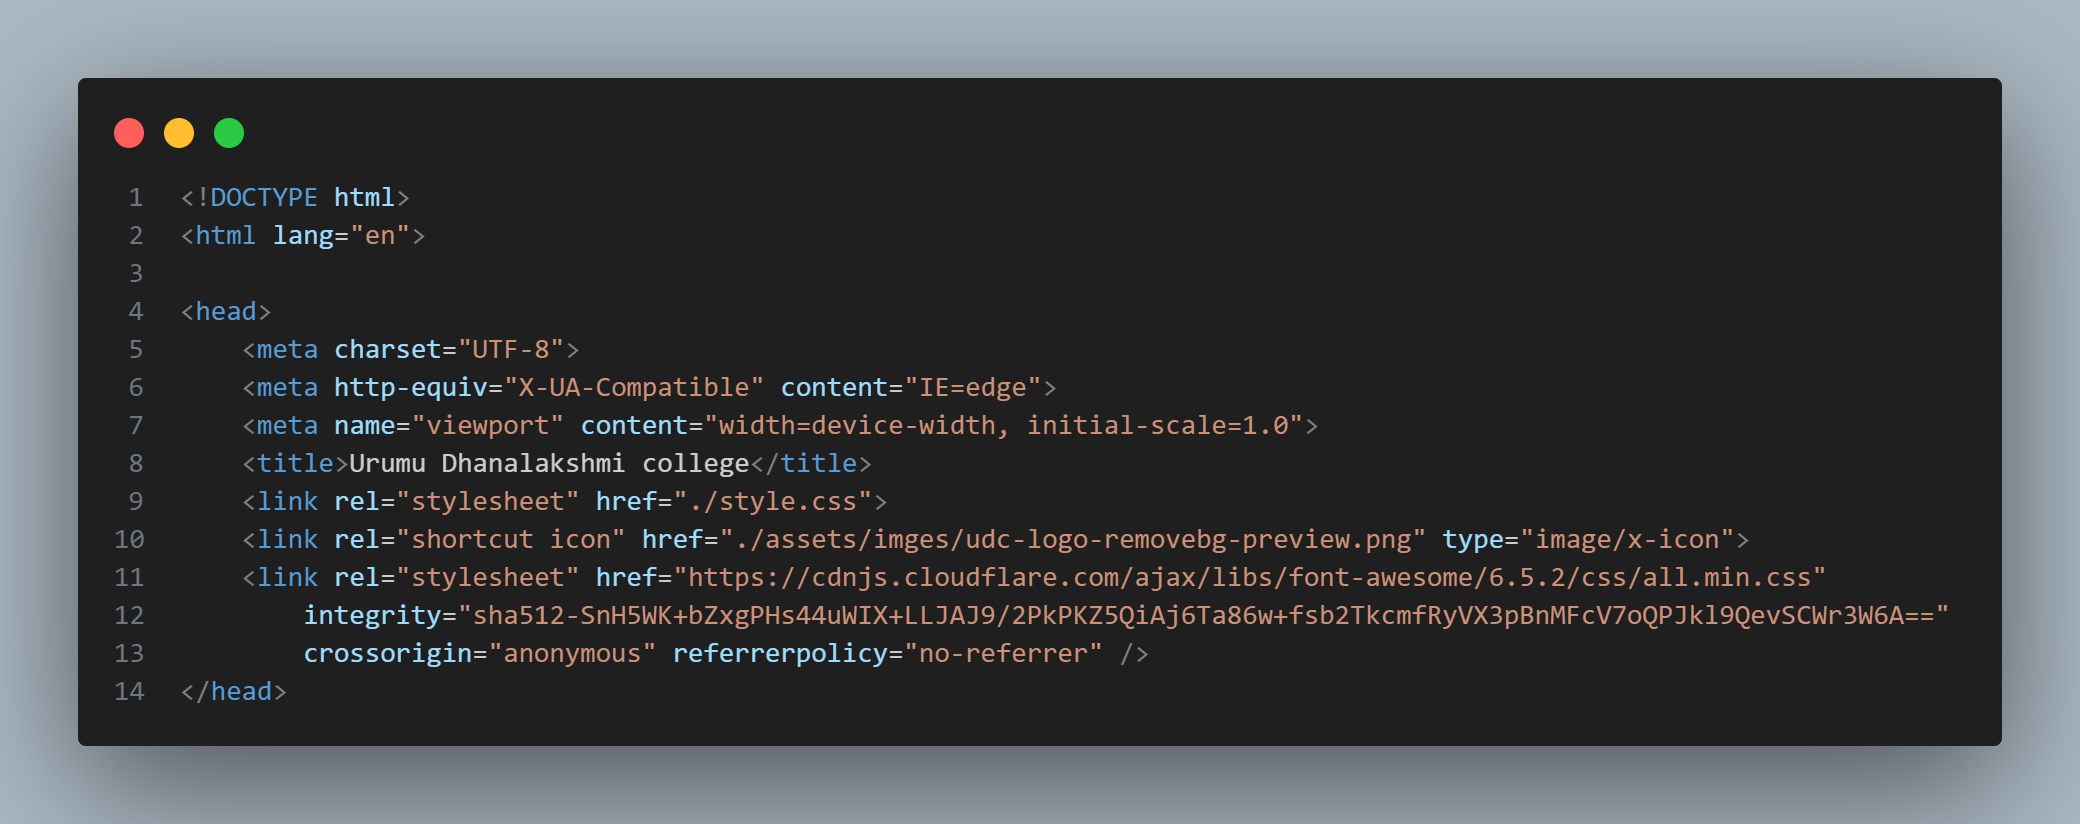 1 <!DOCTYPE html>
2 <html lang="en">
3
4 <head>
5     <meta charset="UTF-8">
6     <meta http-equiv="X-UA-Compatible" content="IE=edge">
7     <meta name="viewport" content="width=device-width, initial-scale=1.0">
8     <title>Urumu Dhanalakshmi college</title>
9     <link rel="stylesheet" href="./style.css">
10     <link rel="shortcut icon" href="./assets/imges/udc-logo-removebg-preview.png" type="image/x-icon">
11     <link rel="stylesheet" href="https://cdnjs.cloudflare.com/ajax/libs/font-awesome/6.5.2/css/all.min.css"
12         integrity="sha512-SnH5WK+bZxgPHs44uWIX+LLJAJ9/2PkPKZ5QiAj6Ta86w+fsb2TkcmfRyVX3pBnMFcV7oQPJkl9QevSCWr3W6A=="
13         crossorigin="anonymous" referrerpolicy="no-referrer" />
14 </head>